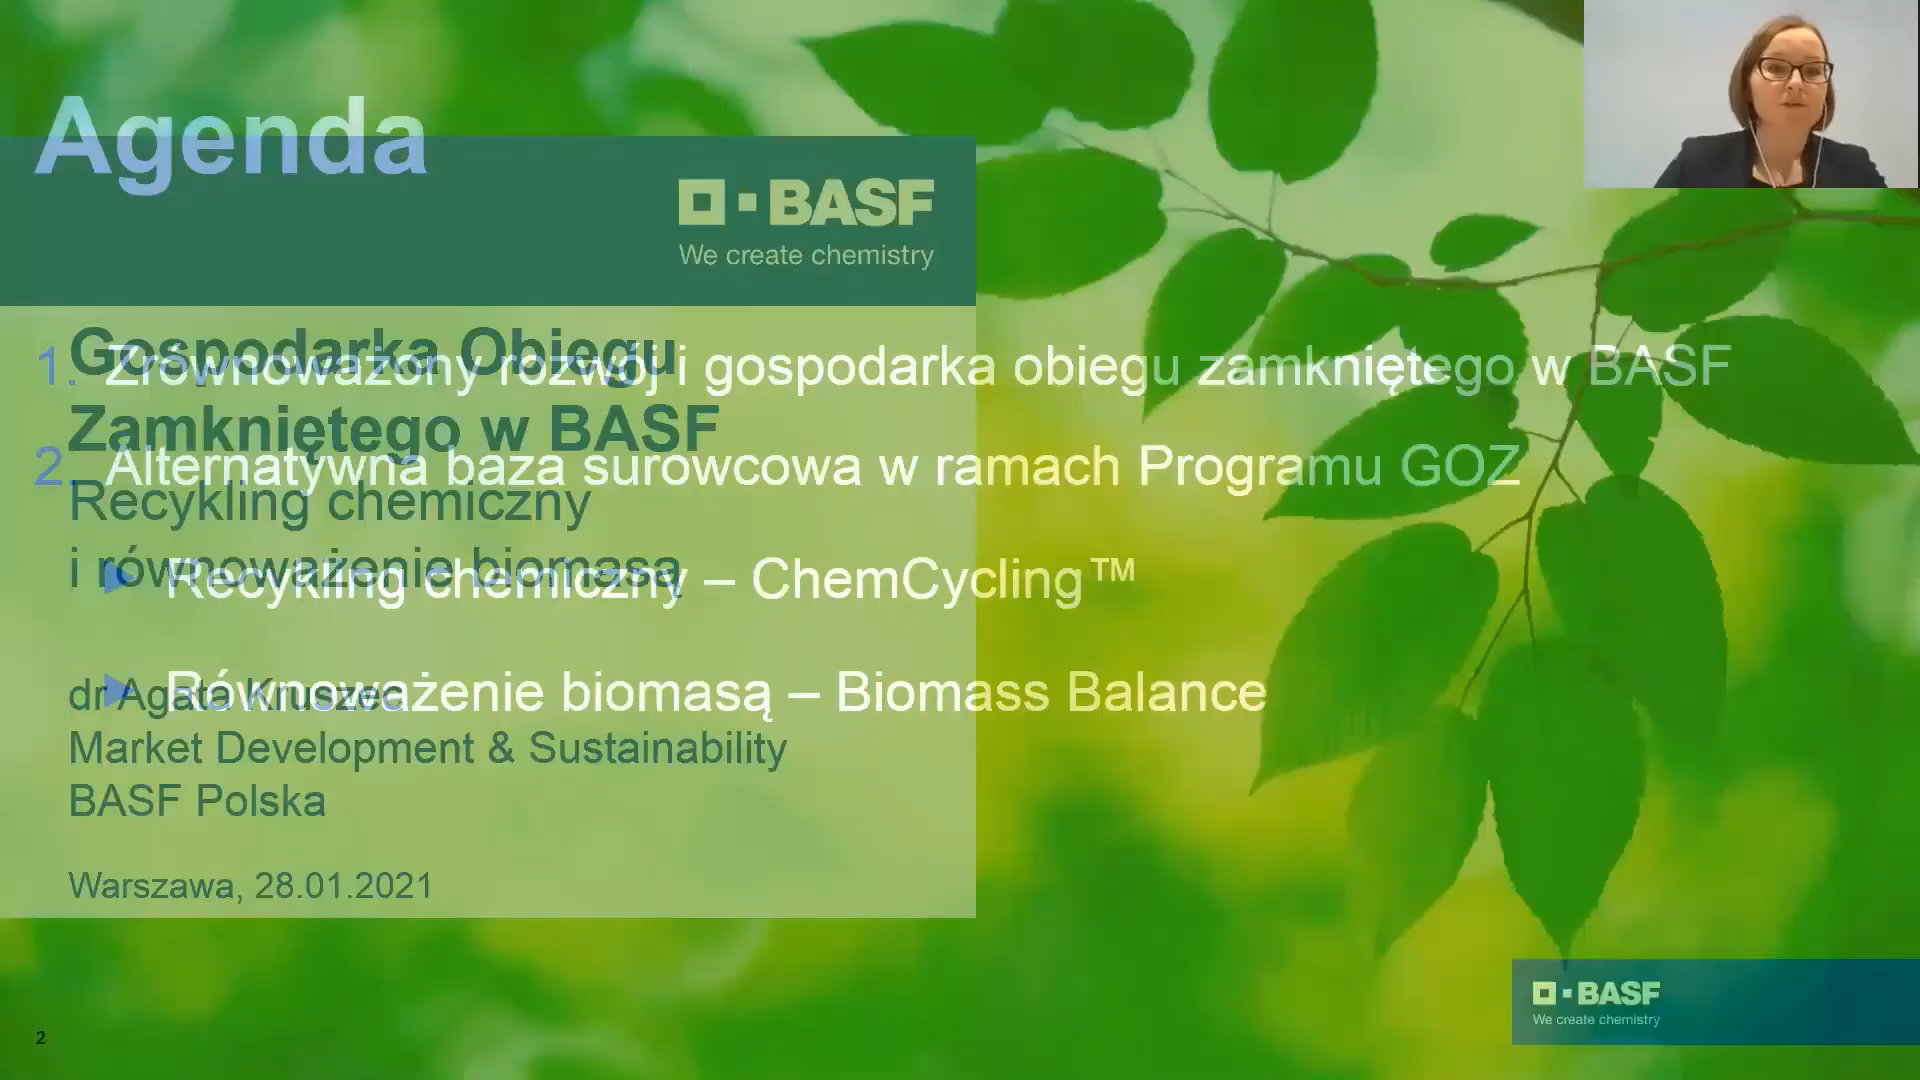 Agenda
BASF
We create chemistry
Gospodarka Obiegu
Zamkniętego w BASF
Recykling chemiczny
i równoważenie biomasą
dr Agata Kruszec
Market Development & Sustainability
BASF Polska
Warszawa, 28.01.2021
1. Zrównoważony rozwój i gospodarka obiegu zamkniętego w BASF
2. Alternatywna baza surowcowa w ramach Programu GOZ
Recykling chemiczny – ChemCycling™
Równoważenie biomasą – Biomass Balance
BASF
We create chemistry
2